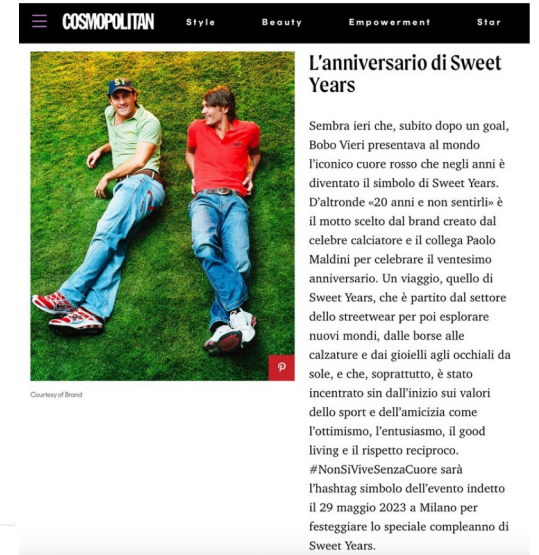 COSMOPOLITAN Style Beauty Empowerment Star
L'anniversario di Sweet
Years
Sembra ieri che, subito dopo un goal,
Bobo Vieri presentava al mondo
l'iconico cuore rosso che negli anni è
diventato il simbolo di Sweet Years.
D'altronde «20 anni e non sentirli» è
il motto scelto dal brand creato dal
celebre calciatore e il collega Paolo
Maldini per celebrare il ventesimo
anniversario. Un viaggio, quello di
Sweet Years, che è partito dal settore
dello streetwear per poi esplorare
nuovi mondi, dalle borse alle
calzature e dai gioielli agli occhiali da
sole, e che, soprattutto, è stato
incentrato sin dall'inizio sui valori
dello sport e dell'amicizia come
l'ottimismo, l'entusiasmo, il good
living e il rispetto reciproco.
#NonSiViveSenzaCuore sarà
l'hashtag simbolo dell'evento indetto
il 29 maggio 2023 a Milano per
festeggiare lo speciale compleanno di
Sweet Years.
Courtesy of Brand